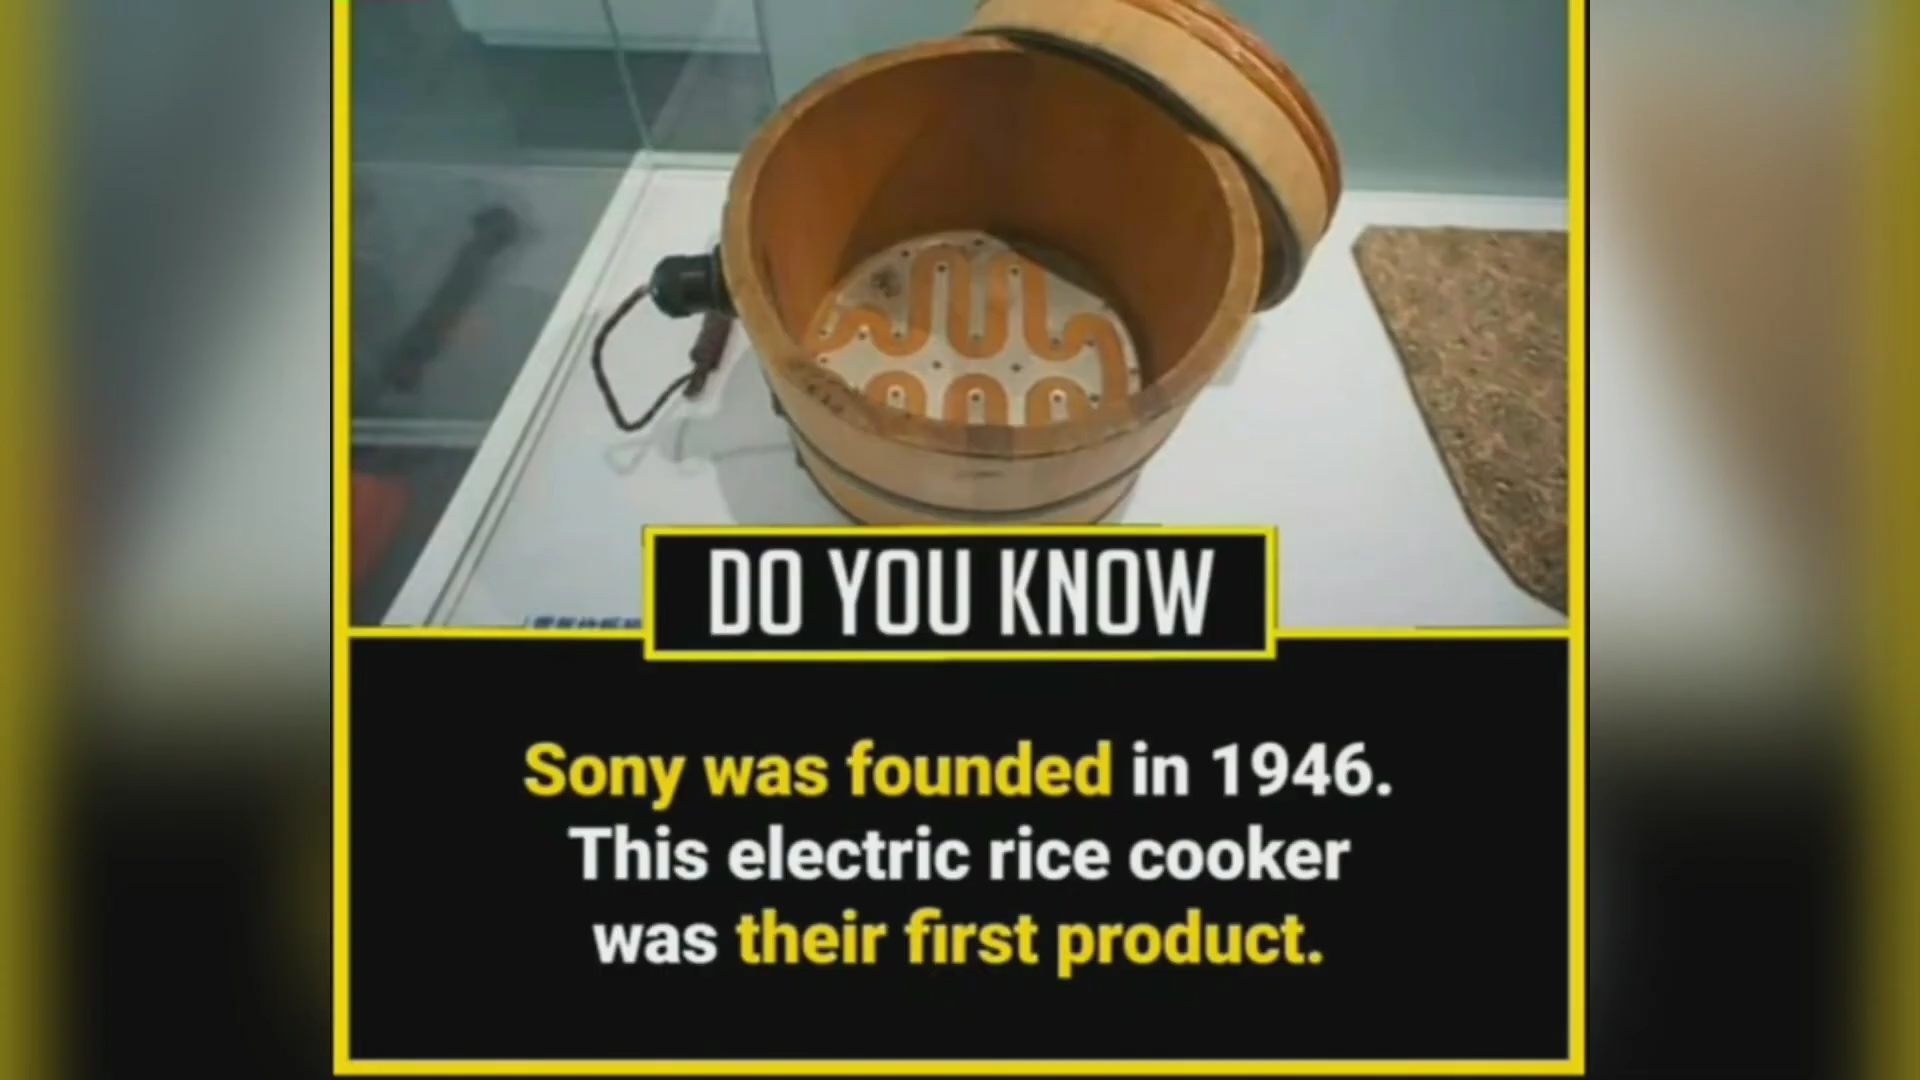 DO YOU KNOW
Sony was founded in 1946.
This electric rice cooker
was their first product.